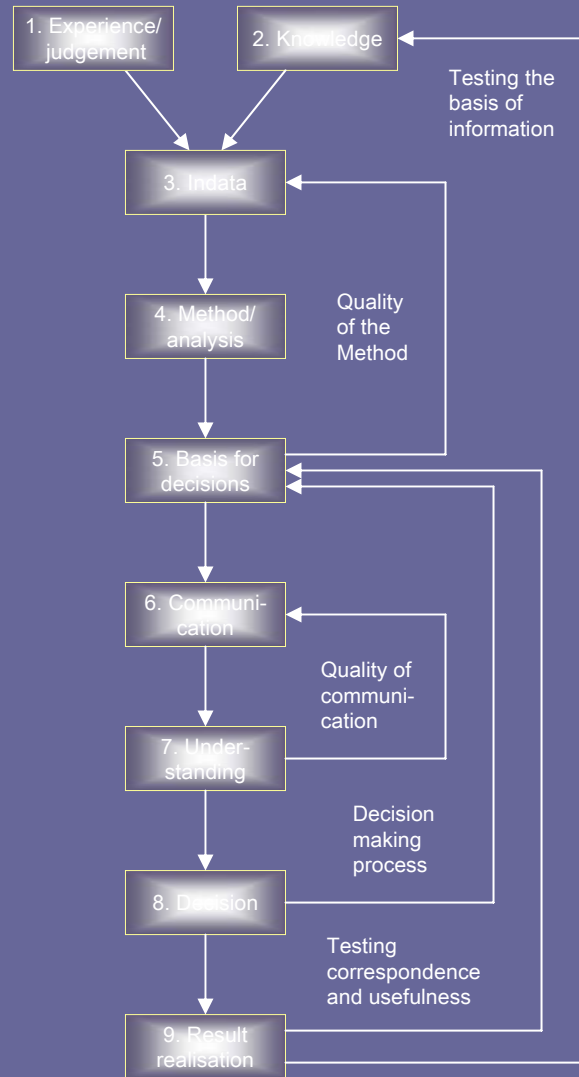 1. Experience/
judgement
2. Knowledge
Testing the
basis of
information
3. Indata
4. Method/
analysis
Quality
of the
Method
5. Basis for
decisions
6. Communi-
cation
Quality of
communi-
cation
7. Under-
standing
Decision
making
process
8. Decision
Testing
correspondence
and usefulness
9. Result
realisation